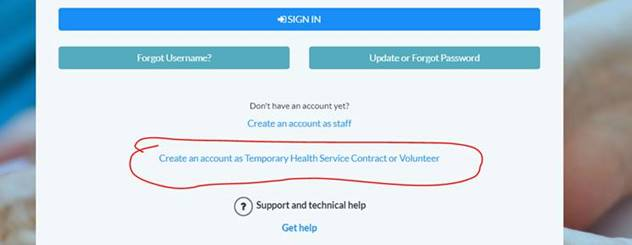 SIGN IN
Forgot Username? Update or Forgot Password
Don't have an account yet?
Create an account as staff
Create an account as Temporary Health Service Contract or Volunteer
? Support and technical help
Get help